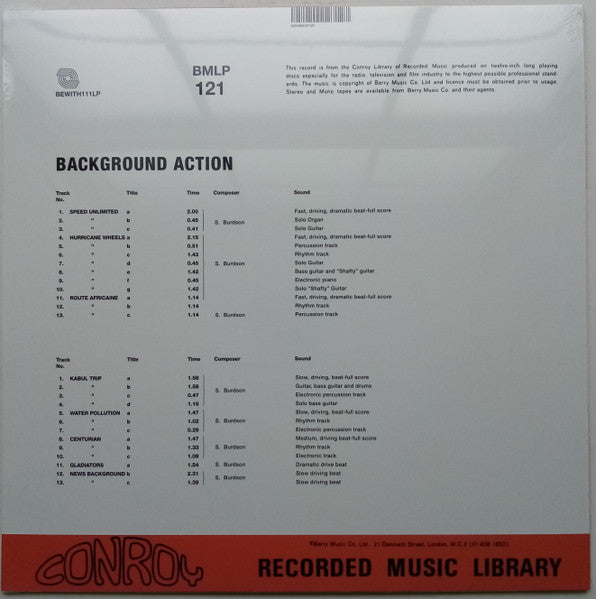 BMLP
121
BEWITH111LP
This record is from the Conroy Library of Recorded Music produced on twelve-inch long playing
discs especially for the radio, television and film industry to the highest possible professional stand-
ards. The music is copyright of Berry Music Co. Ltd and licence must be obtained prior to usage.
Stereo and Mono tapes are available from Berry Music Co. and their agents.
BACKGROUND ACTION
Track No. Title Time Composer Sound
1. SPEED UNLIMITED a 2.00 Fast, driving, dramatic beat-full score
2. " b 0.45 S. Burdson Solo Organ
3. " c 0.41 Solo Guitar
4. HURRICANE WHEELS a 2.15 Fast, driving, dramatic beat-full score
5. " b 0.51 Percussion track
6. " c 1.43 Rhythm track
7. " d 0.45 S. Burdson Solo Guitar
8. " e 1.42 Bass guitar and "Shafty" guitar
9. " f 0.45 Electronic piano
10. " g 1.42 Solo "Shafty" Guitar
11. ROUTE AFRICAINE a 1.14 Fast, driving, dramatic beat-full score
12. " b 1.14 Rhythm track
13. " c 1.14 S. Burdson Percussion track
Track No. Title Time Composer Sound
1. KABUL TRIP a 1.58 Slow, driving, beat-full score
2. " b 1.58 Guitar, bass guitar and drums
3. " c 0.47 S. Burdson Electronic percussion track
4. " d 1.16 Solo bass guitar
5. WATER POLLUTION a 1.47 Slow, driving, beat-full score
6. " b 1.02 S. Burdson Rhythm track
7. " c 0.29 Electronic percussion track
8. CENTURIAN a 1.47 Medium, driving beat-full score
9. " b 1.33 S. Burdson Rhythm track
10. " c 1.09 Electronic track
11. GLADIATORS a 1.54 S. Burdson Dramatic drive beat
12. NEWS BACKGROUND b 2.31 S. Burdson Slow driving beat
13. " c 1.39 Slow driving beat
©Berry Music Co. Ltd., 21 Denmark Street, London, W.C.2 (01-836 1653).
CONROY RECORDED MUSIC LIBRARY